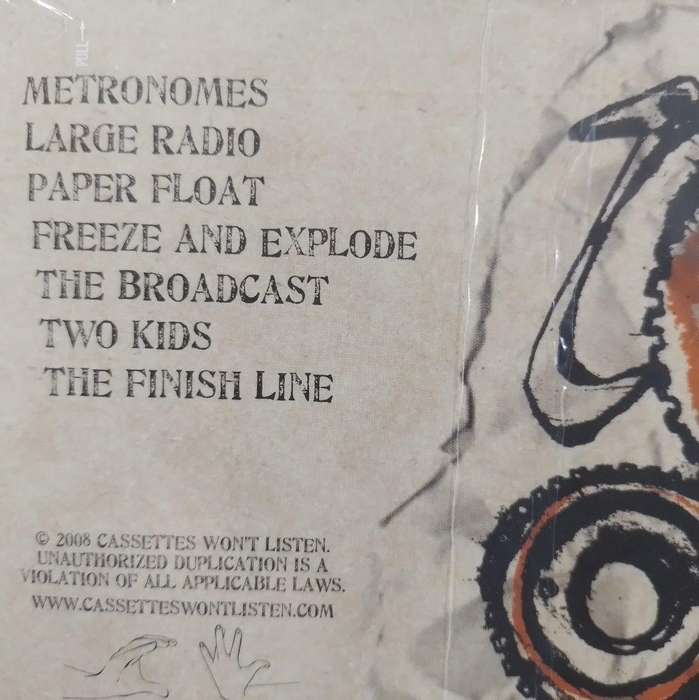 PULL→
METRONOMES
LARGE RADIO
PAPER FLOAT
FREEZE AND EXPLODE
THE BROADCAST
TWO KIDS
THE FINISH LINE
© 2008 CASSETTES WON'T LISTEN.
UNAUTHORIZED DUPLICATION IS A
VIOLATION OF ALL APPLICABLE LAWS.
WWW.CASSETTESWONTLISTEN.COM